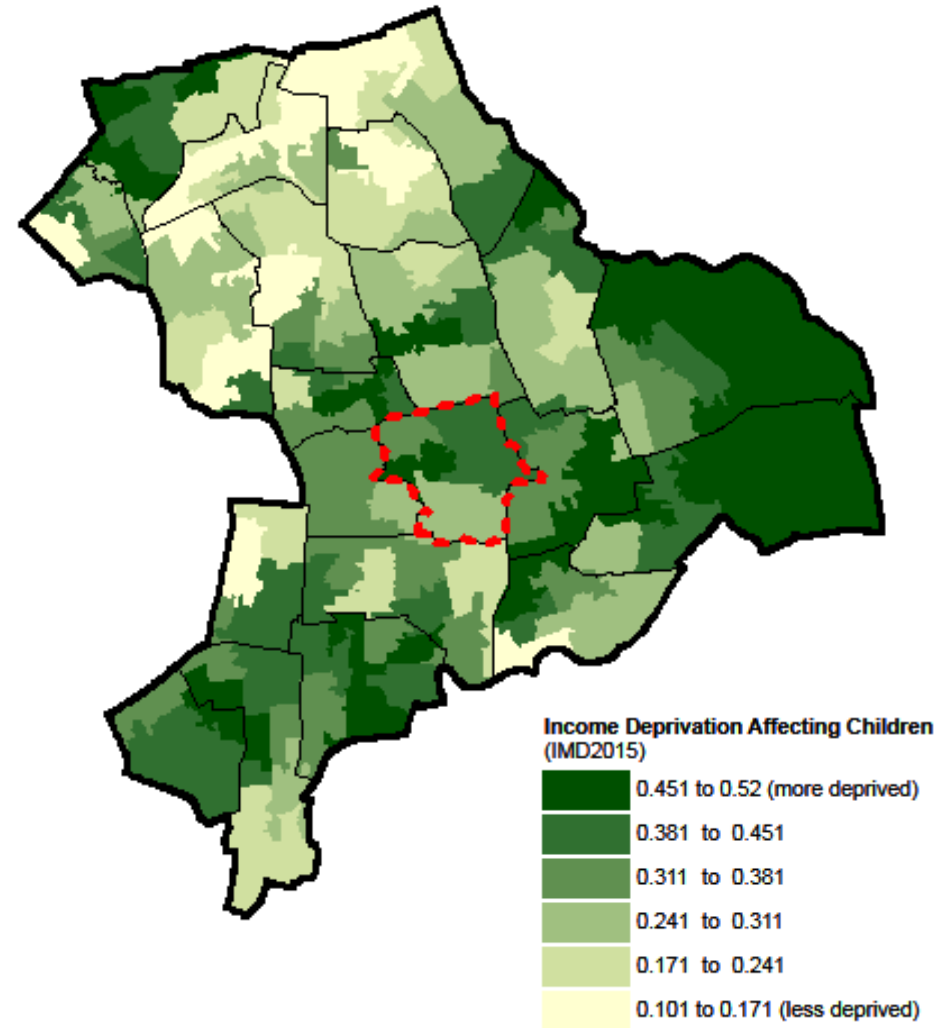 Income Deprivation Affecting Children
(IMD2015)
0.451 to 0.52 (more deprived)
0.381 to 0.451
0.311 to 0.381
0.241 to 0.311
0.171 to 0.241
0.101 to 0.171 (less deprived)